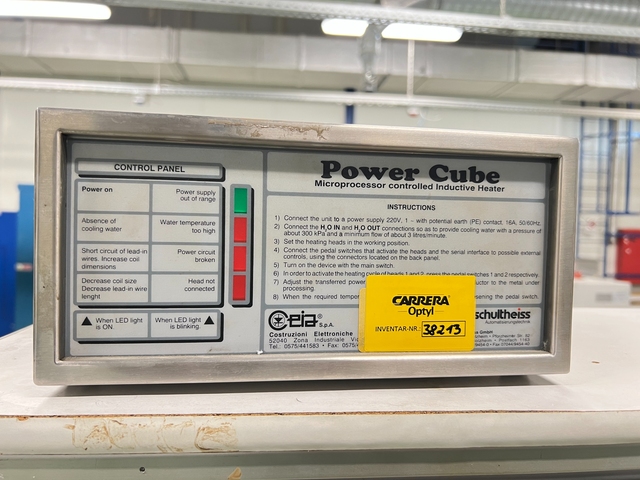 CONTROL PANEL
Power on
Power supply
out of range
Absence of
cooling water
Water temperature
too high
Short circuit of lead-in
wires. Increase coil
dimensions
Power circuit
broken
Decrease coil size
Decrease lead-in wire
lenght
Head not
connected
When LED light
is ON.
When LED light
is blinking.
Power Cube
Microprocessor controlled Inductive Heater
INSTRUCTIONS
1) Connect the unit to a power supply 220V, 1 ~ with potential earth (PE) contact. 16A, 50/60Hz.
2) Connect the H2O IN and H2O OUT connections so as to provide cooling water with a pressure of
about 300 kPa and a minimum flow of about 3 litres/minute.
3) Set the heating heads in the working position.
4) Connect the pedal switches that activate the heads and the serial interface to possible external
controls, using the connectors located on the back panel.
5) Turn on the device with the main switch.
6) In order to activate the heating cycle of heads 1 and 2, press the pedal switches 1 and 2 respectively.
7) Adjust the transferred power
to the metal under
processing.
8) When the required temper
the pedal switch.
CARRERA
Optyl
INVENTAR-NR. 38213
eia S.p.A.
Costruzioni Elettroniche
52040 Zona Industriale
Tel. 0575/441583 • Fax:
schultheiss
Automatisierungstechnik